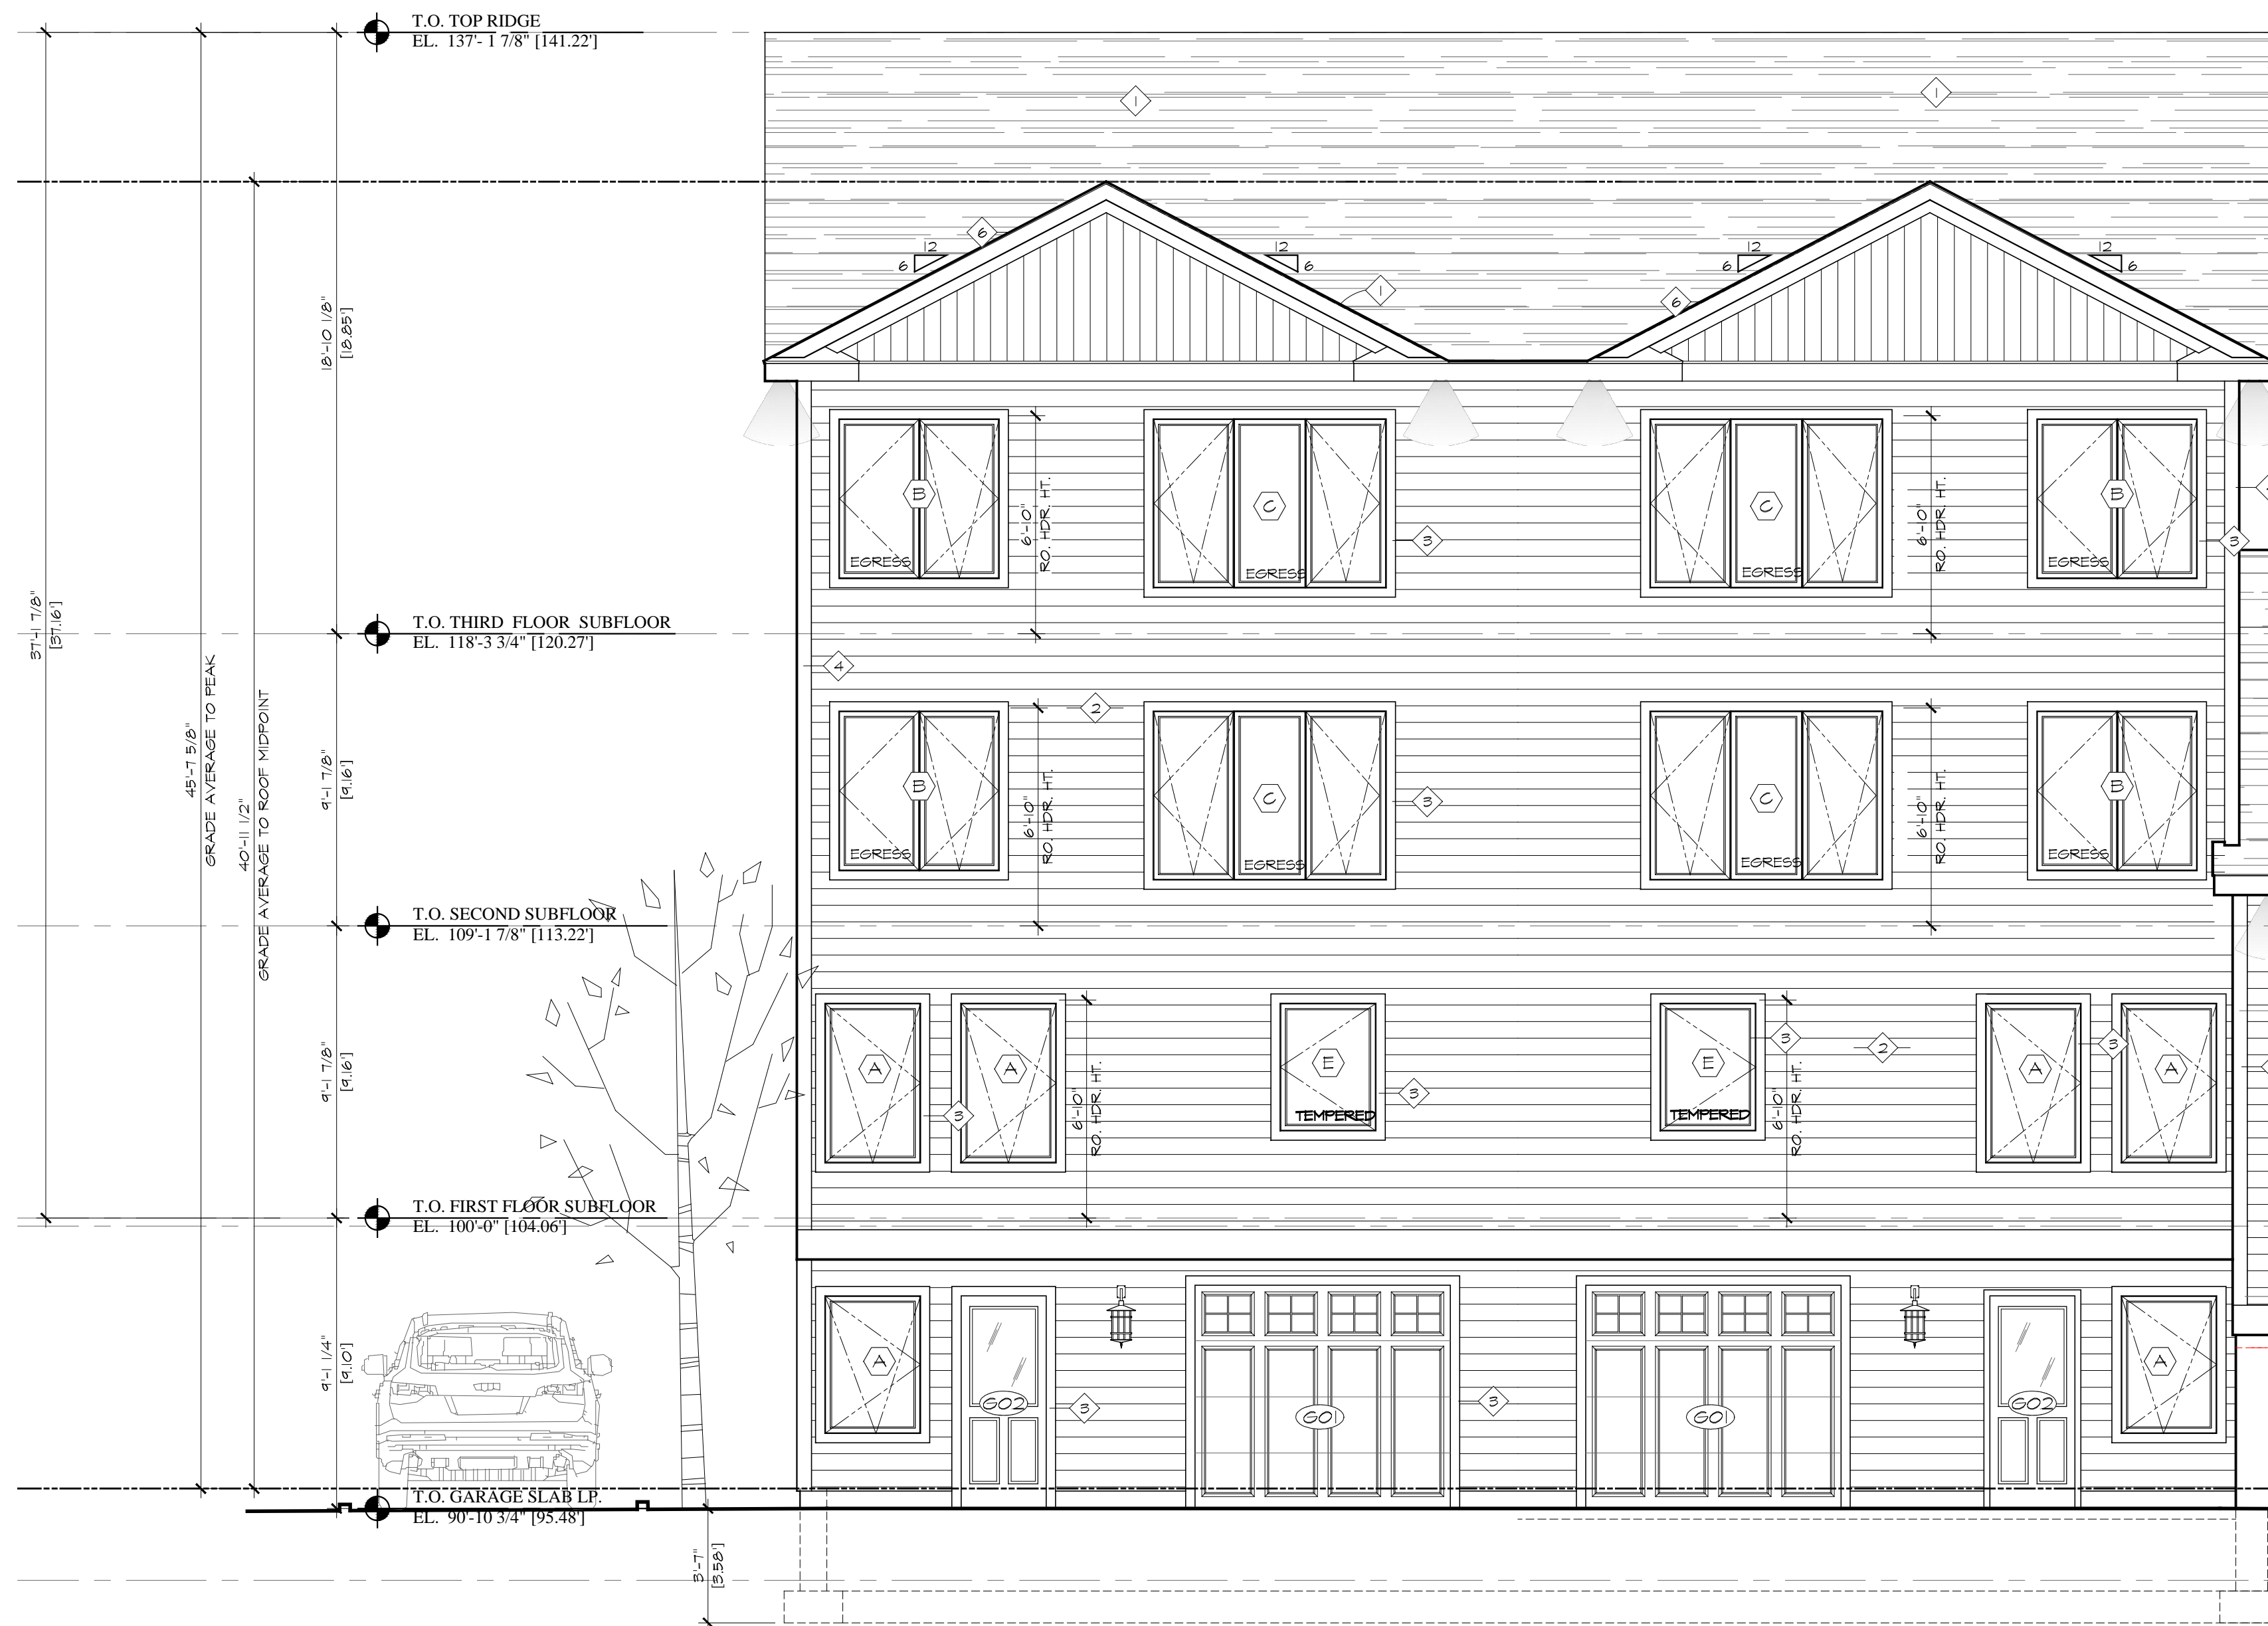 T.O. TOP RIDGE
EL. 137'- 1 7/8" [141.22']
1
1
6
12
6
12
6
1
12
6
6
12
6
18'-10 1/8"
[18.85']
B
EGRESS
6'-10"
RO. HDR. HT.
C
EGRESS
3
C
EGRESS
6'-10"
RO. HDR. HT.
B
EGRESS
3
37'-1 7/8"
[37.16']
T.O. THIRD FLOOR SUBFLOOR
EL. 118'-3 3/4" [120.27']
4
45'-7 5/8"
GRADE AVERAGE TO PEAK
40'-11 1/2"
GRADE AVERAGE TO ROOF MIDPOINT
9'-1 7/8"
[9.16']
B
EGRESS
6'-10"
RO. HDR. HT.
2
C
EGRESS
3
C
EGRESS
6'-10"
RO. HDR. HT.
B
EGRESS
T.O. SECOND SUBFLOOR
EL. 109'-1 7/8" [113.22']
9'-1 7/8"
[9.16']
A
3
A
6'-10"
RO. HDR. HT.
E
TEMPERED
3
E
TEMPERED
3
6'-10"
RO. HDR. HT.
2
A
3
A
T.O. FIRST FLOOR SUBFLOOR
EL. 100'-0" [104.06']
9'-1 1/4"
[9.10']
A
G02
3
G01
3
G01
G02
A
T.O. GARAGE SLAB LP.
EL. 90'-10 3/4" [95.48']
3'-7"
[3.58']